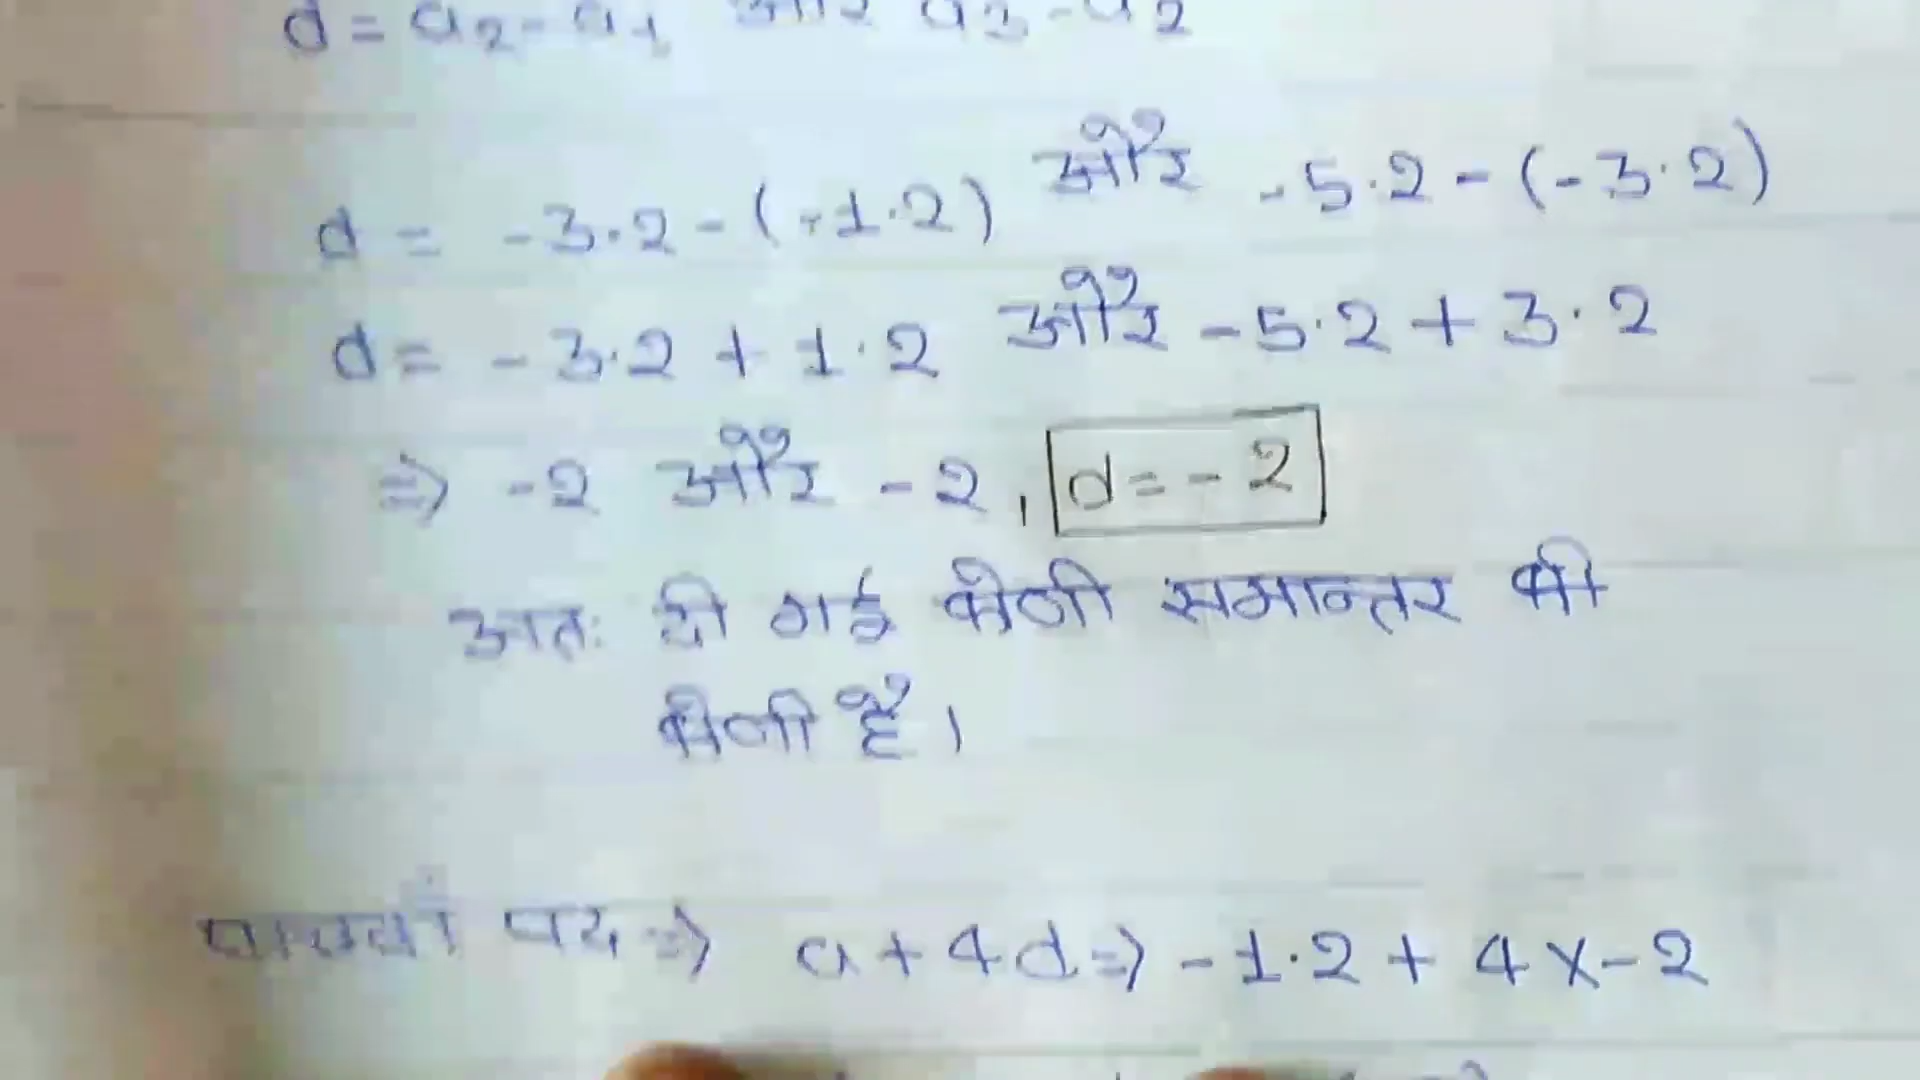 d = a2 - a1 और a3 - a2
d = -3.2 - (-1.2) और -5.2 - (-3.2)
d = -3.2 + 1.2 और -5.2 + 3.2
⇒ -2 और -2, d = -2
अतः दी गई श्रेणी समान्तर श्री
श्रेणी है।
पाचवाँ पद ⇒ a + 4d ⇒ -1.2 + 4 X -2